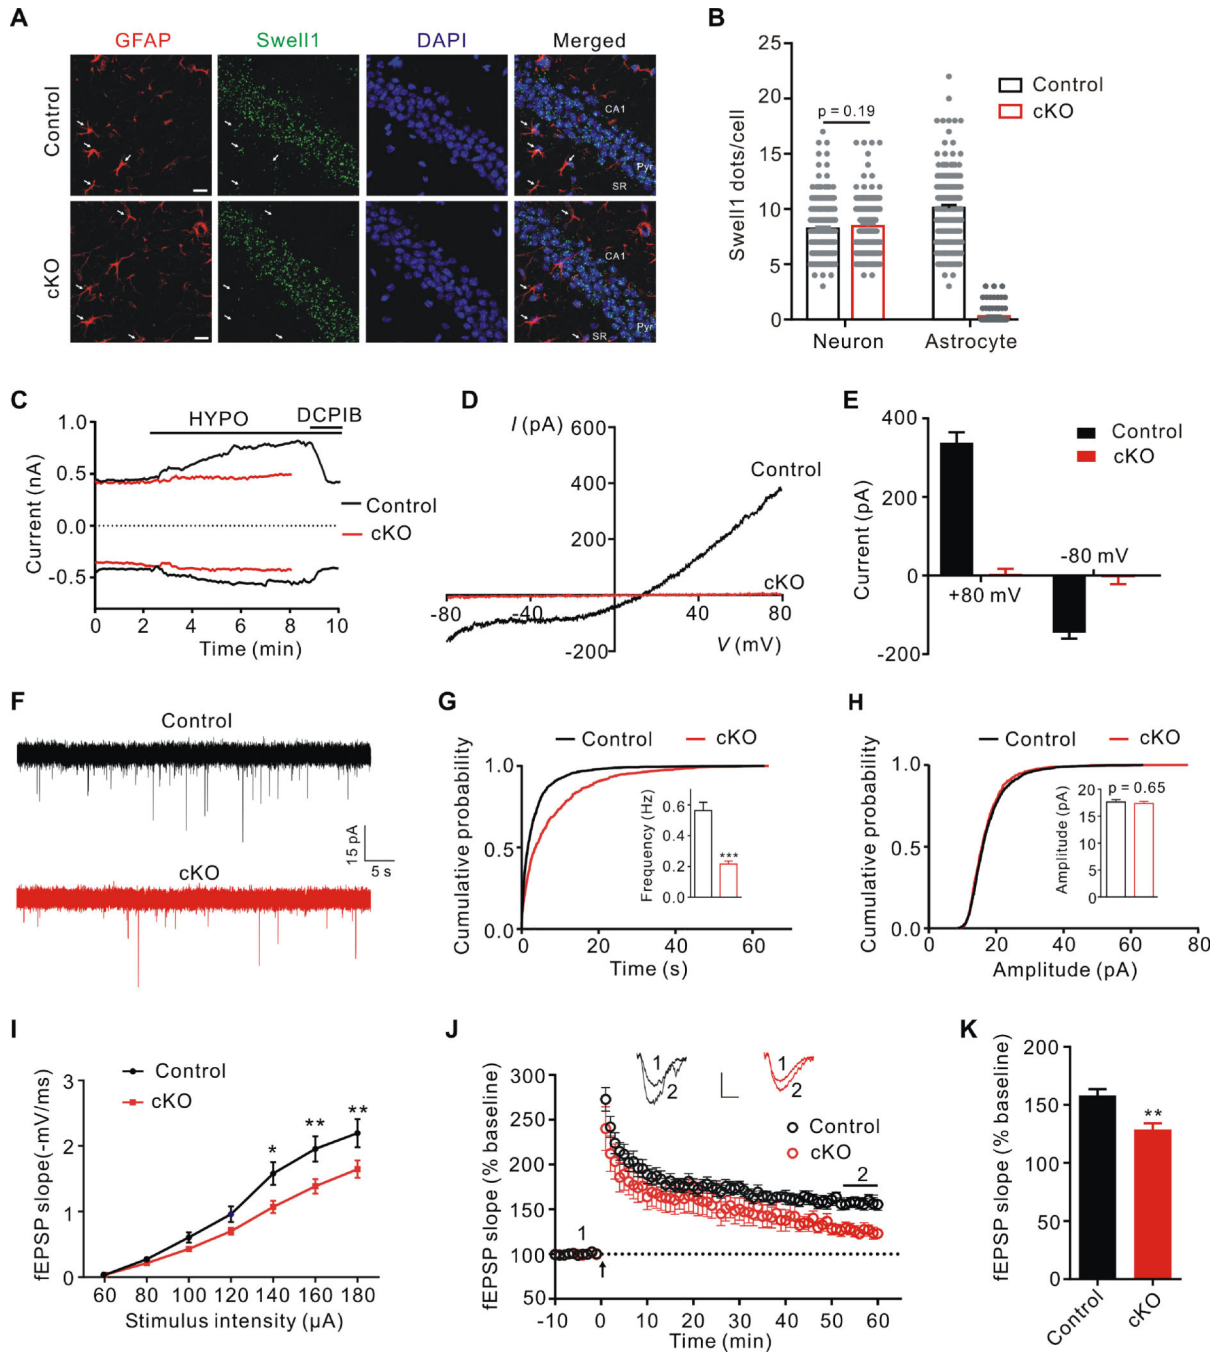 A
GFAP
Swell1
DAPI
Merged
Control
CA1
Pyr
SR
cKO
CA1
Pyr
SR
B
Swell1 dots/cell
25
20
15
10
5
0
p = 0.19
Control
cKO
Neuron
Astrocyte
C
HYPO
DCPIB
Current (nA)
1.0
0.5
0.0
-0.5
Control
cKO
0
2
4
6
8
10
Time (min)
D
I (pA)
600
400
200
-200
Control
cKO
-80
-40
0
40
80
V (mV)
E
Current (pA)
400
200
0
-200
Control
cKO
-80 mV
+80 mV
F
Control
15 pA
5 s
cKO
G
Control
cKO
Cumulative probability
1.0
0.5
0.0
0
20
40
60
Time (s)
Frequency (Hz)
0.6
0.4
0.2
0.0
***
H
Control
cKO
Cumulative probability
1.0
0.5
0.0
0
20
40
60
80
Amplitude (pA)
p = 0.65
Amplitude (pA)
20
15
10
5
0
I
Control
cKO
fEPSP slope(-mV/ms)
3
2
1
0
*
**
**
60
80
100
120
140
160
180
Stimulus intensity (µA)
J
fEPSP slope (% baseline)
300
250
200
150
100
50
1
2
1
2
Control
cKO
2
1
-10
0
10
20
30
40
50
60
Time (min)
K
fEPSP slope (% baseline)
200
150
100
50
0
**
Control
cKO